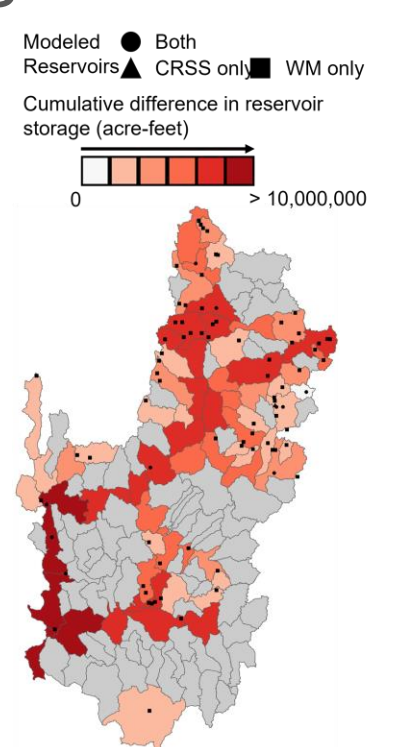 Modeled Both
Reservoirs CRSS only WM only
Cumulative difference in reservoir
storage (acre-feet)
0 > 10,000,000